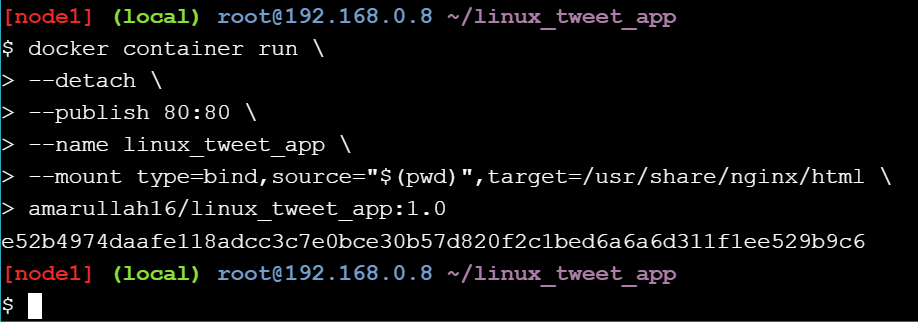 [node1] (local) root@192.168.0.8 ~/linux_tweet_app
$ docker container run \
> --detach \
> --publish 80:80 \
> --name linux_tweet_app \
> --mount type=bind,source="$(pwd)",target=/usr/share/nginx/html \
> amarullah16/linux_tweet_app:1.0
e52b4974daafe118adcc3c7e0bce30b57d820f2c1bed6a6a6d311f1ee529b9c6
[node1] (local) root@192.168.0.8 ~/linux_tweet_app
$